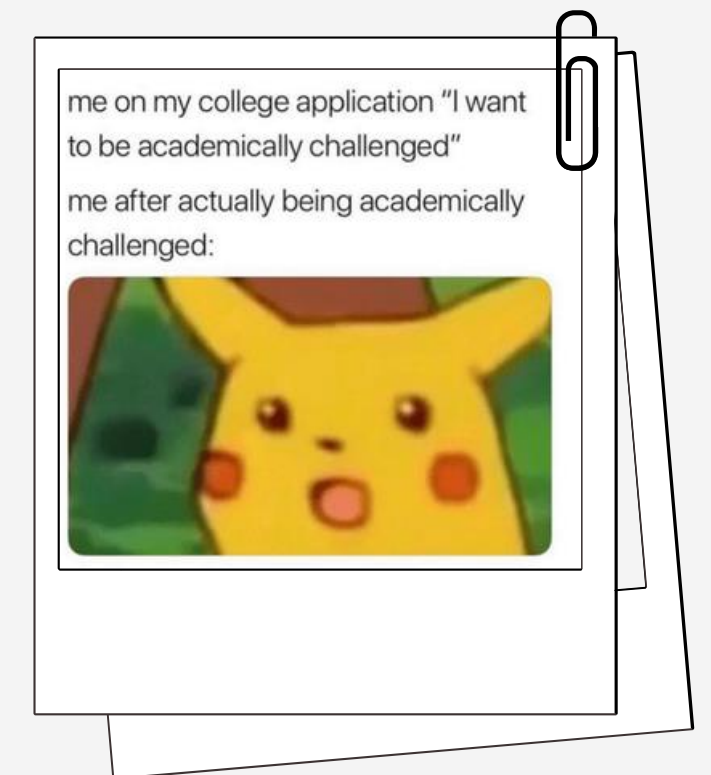 me on my college application "I want
to be academically challenged"
me after actually being academically
challenged: